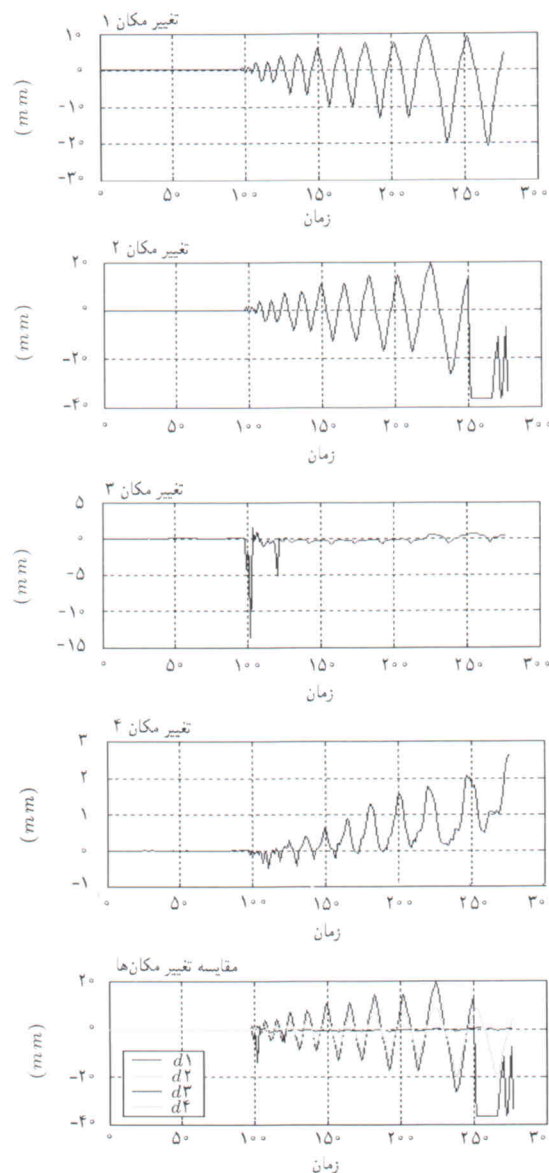 تغییر مکان ۱
۱۰
۰
-۱۰
-۲۰
-۳۰
(mm)
۰ ۵۰ ۱۰۰ ۱۵۰ ۲۰۰ ۲۵۰ ۳۰۰
زمان
تغییر مکان ۲
۲۰
۰
-۲۰
-۴۰
(mm)
۰ ۵۰ ۱۰۰ ۱۵۰ ۲۰۰ ۲۵۰ ۳۰۰
زمان
تغییر مکان ۳
۵
۰
-۵
-۱۰
-۱۵
(mm)
۰ ۵۰ ۱۰۰ ۱۵۰ ۲۰۰ ۲۵۰ ۳۰۰
زمان
تغییر مکان ۴
۳
۲
۱
۰
-۱
(mm)
۰ ۵۰ ۱۰۰ ۱۵۰ ۲۰۰ ۲۵۰ ۳۰
زمان
مقایسه تغییر مکان‌ها
۲۰
۰
-۲۰
-۴۰
(mm)
d۱
d۲
d۳
d۴
۰ ۵۰ ۱۰۰ ۱۵۰ ۲۰۰ ۲۵۰ ۳۰۰
زمان